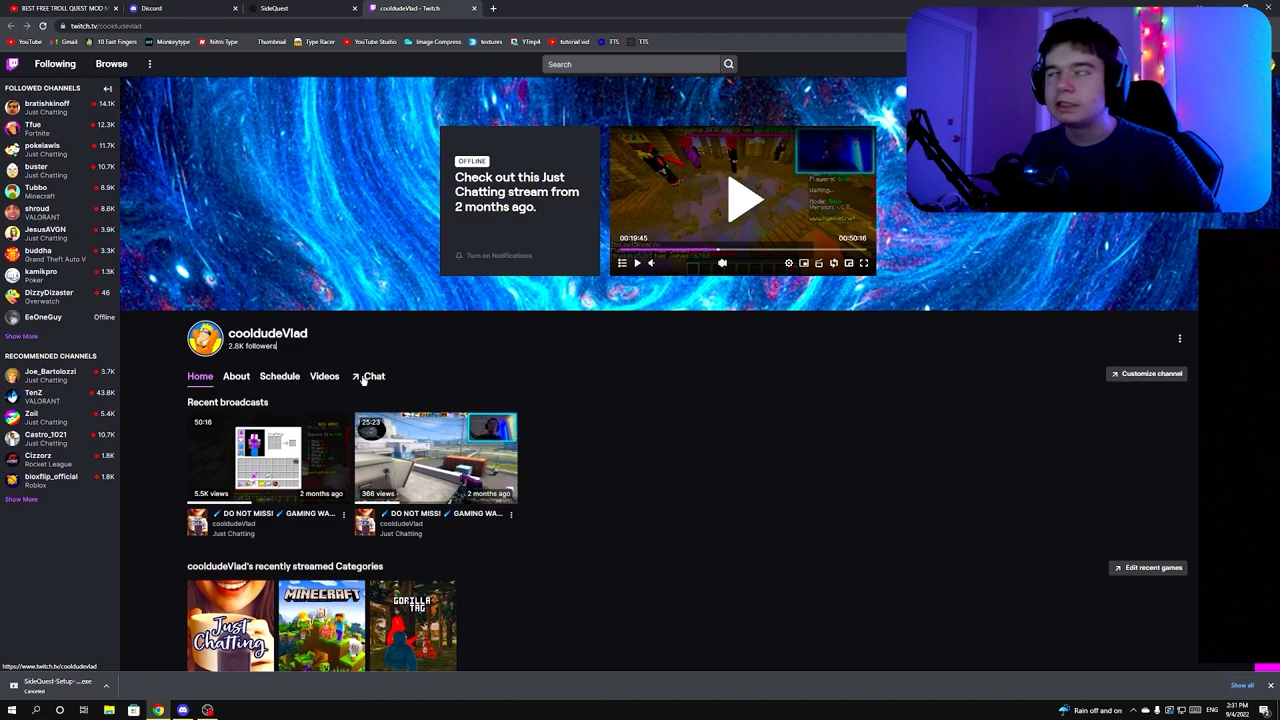 BEST FREE TROLL QUEST MOD M
Discord
SideQuest
cooldudeVlad - Twitch
twitch.tv/cooldudevlad
YouTube
Gmail
10 Fast Fingers
Monkeytype
Nitro Type
Thumbnail
Type Racer
YouTube Studio
Image Compress
textures
YTmp4
tutorial vid
TTS
TTS
Following
Browse
Search
FOLLOWED CHANNELS
bratishkinoff
14.1K
Just Chatting
Tfue
12.3K
Fortnite
pokelawls
11.7K
Just Chatting
buster
10.7K
Just Chatting
Tubbo
8.9K
Minecraft
shroud
8.6K
VALORANT
JesusAVGN
3.9K
Just Chatting
buddha
1.3K
Grand Theft Auto V
kamikpro
1.3K
Poker
DizzyDizaster
46
Overwatch
EeOneGuy
Offline
Show More
RECOMMENDED CHANNELS
Joe_Bartolozzi
3.7K
Just Chatting
TenZ
43.8K
VALORANT
Zoil
5.4K
Just Chatting
Castro_1021
10.7K
Just Chatting
Cizzorz
1.8K
Rocket League
bloxflip_official
1.8K
Roblox
Show More
OFFLINE
Check out this Just
Chatting stream from
2 months ago.
Turn on Notifications
Waiting...
Mode: Solo
00:19:45
00:50:16
cooldudeVlad
2.8K followers
Home
About
Schedule
Videos
Chat
Customize channel
Recent broadcasts
50:16
5.5K views
2 months ago
25:23
366 views
2 months ago
DO NOT MISS!
GAMING WA...
cooldudeVlad
Just Chatting
DO NOT MISS!
GAMING WA...
cooldudeVlad
Just Chatting
cooldudeVlad's recently streamed Categories
Edit recent games
Just
Chatting
MINECRAFT
GORILLA
TAG
https://www.twitch.tv/cooldudevlad
SideQuest-Setup-....exe
Canceled
Show all
Rain off and on
ENG
2:31 PM
9/4/2022